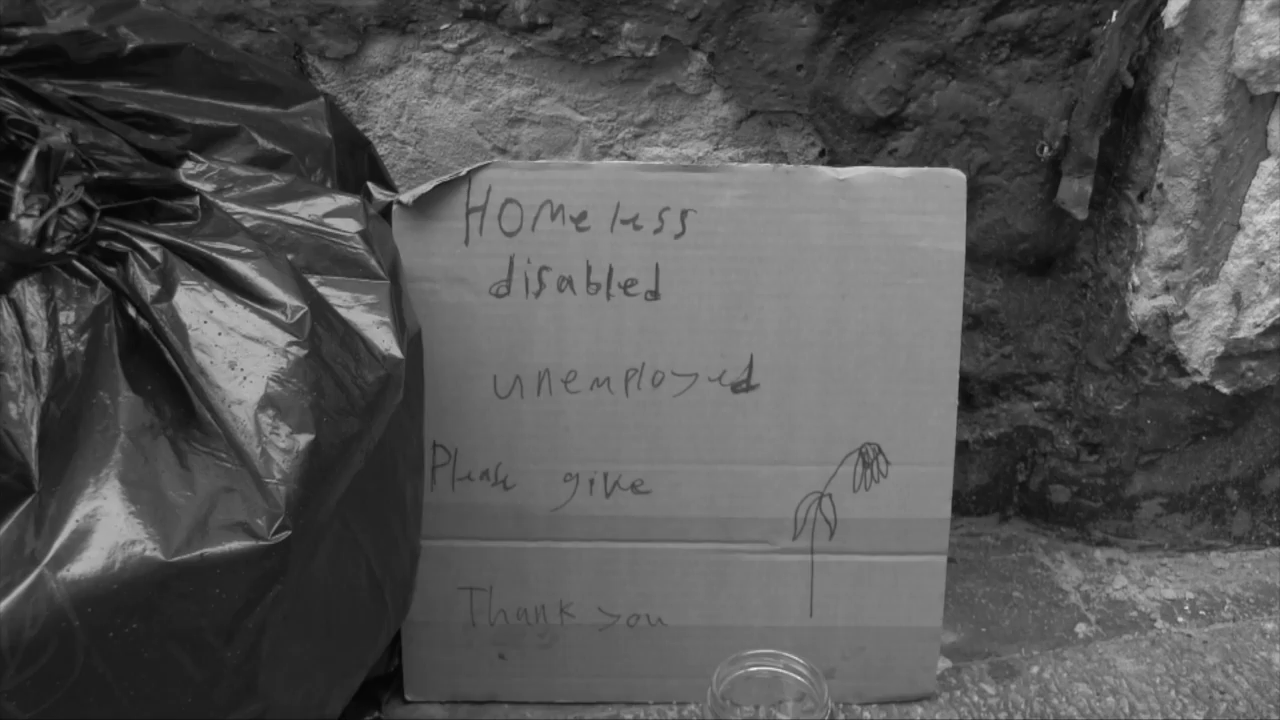 Homeless
disabled
unemployed
Please give
Thank you